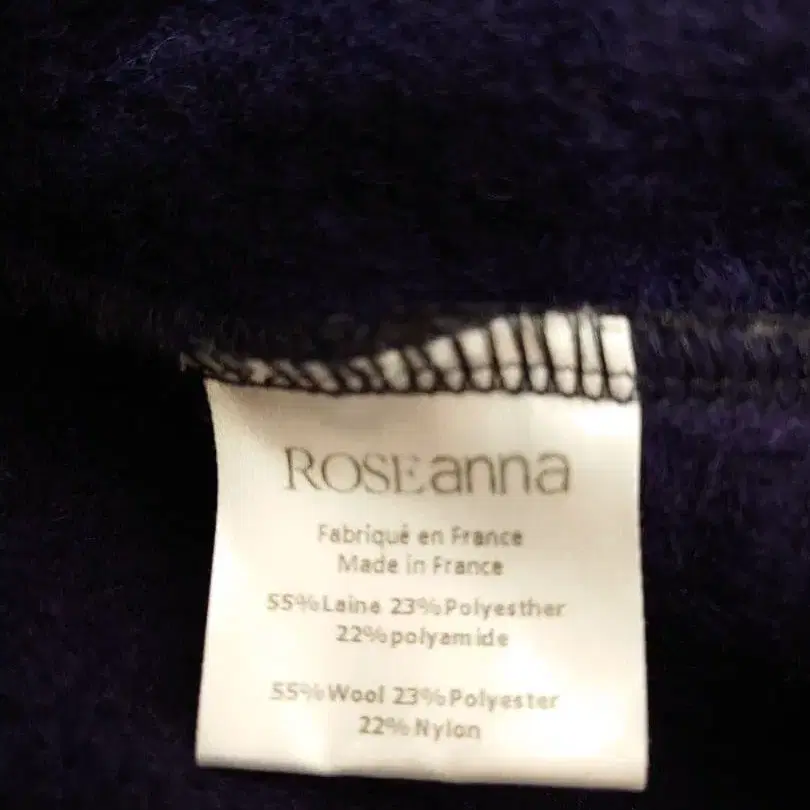 ROSEanna
Fabriqué en France
Made in France
55%Laine 23%Polyesther
22%polyamide
55%Wool 23%Polyester
22%Nylon